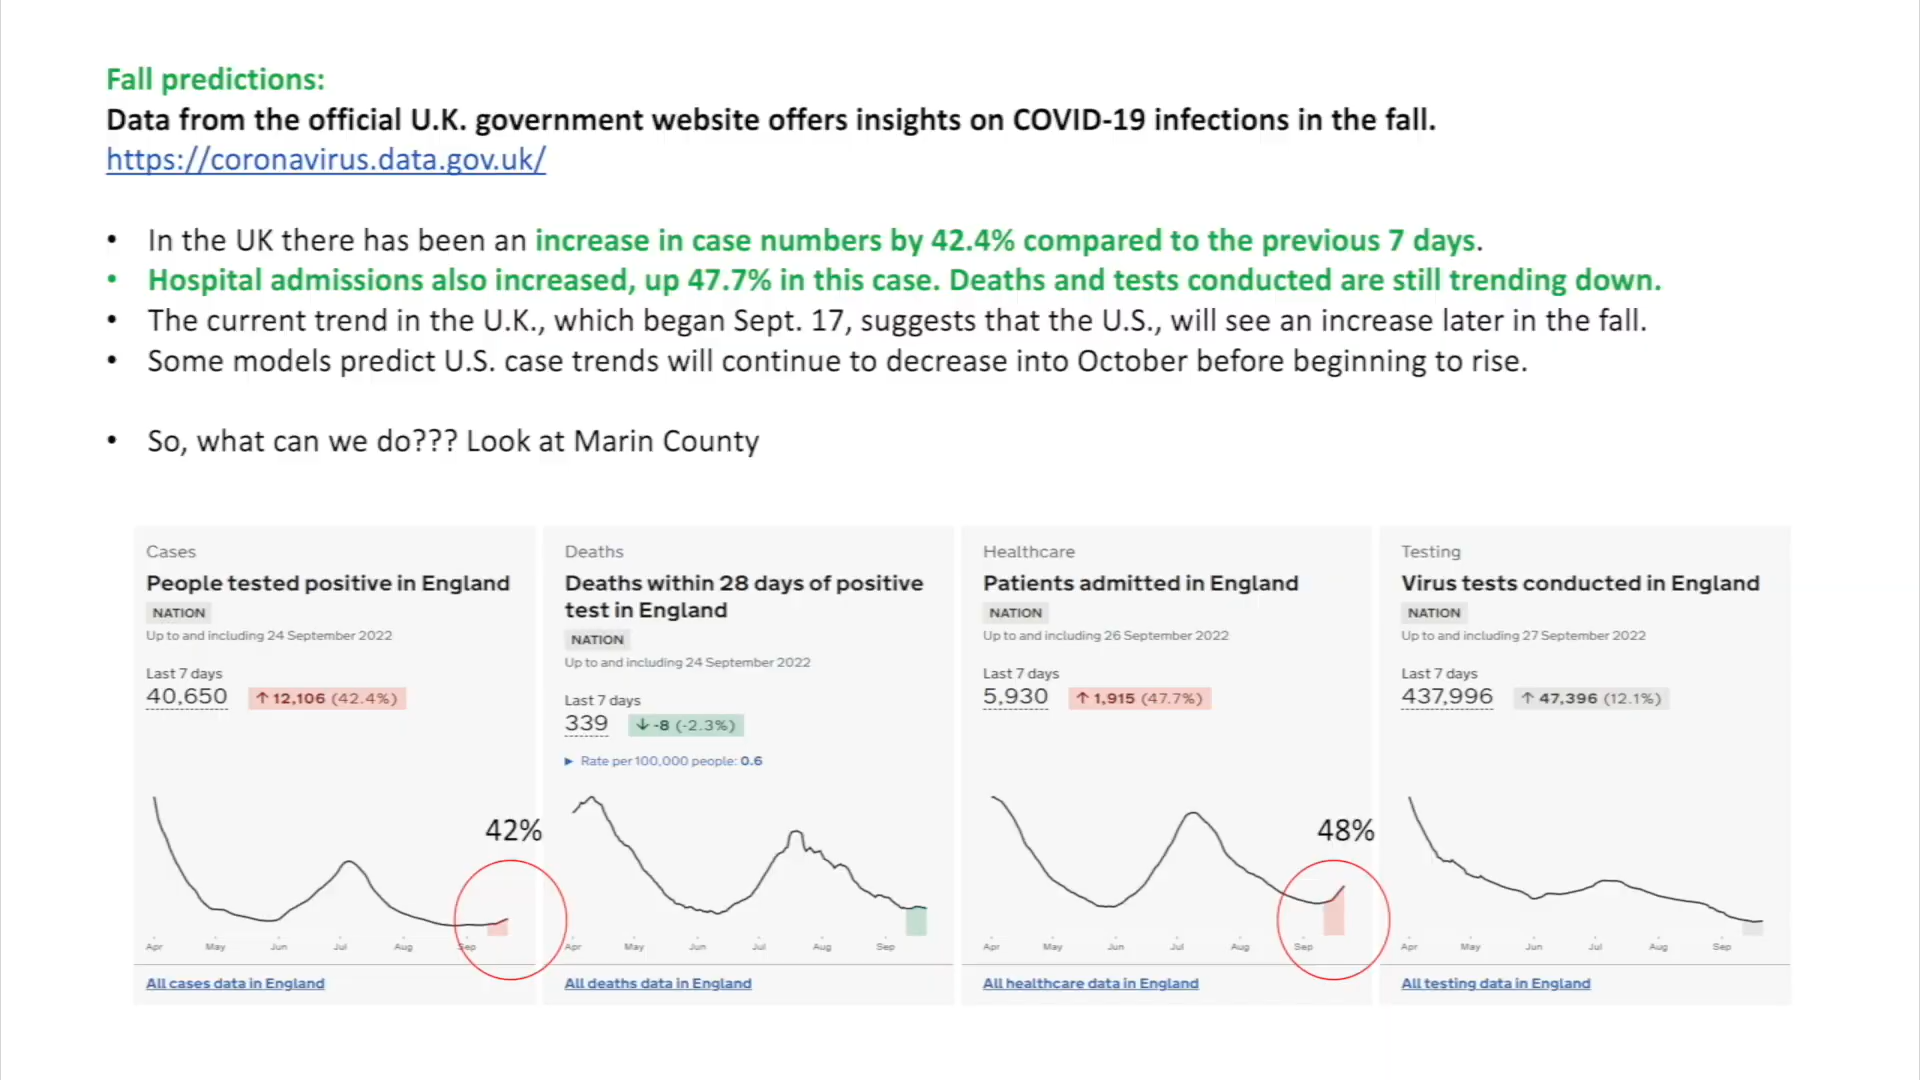 Fall predictions:
Data from the official U.K. government website offers insights on COVID-19 infections in the fall.
https://coronavirus.data.gov.uk/
• In the UK there has been an increase in case numbers by 42.4% compared to the previous 7 days.
• Hospital admissions also increased, up 47.7% in this case. Deaths and tests conducted are still trending down.
• The current trend in the U.K., which began Sept. 17, suggests that the U.S., will see an increase later in the fall.
• Some models predict U.S. case trends will continue to decrease into October before beginning to rise.
• So, what can we do??? Look at Marin County
Cases
People tested positive in England
NATION
Up to and including 24 September 2022
Last 7 days
40,650 ↑ 12,106 (42.4%)
42%
Apr May Jun Jul Aug Sep
All cases data in England
Deaths
Deaths within 28 days of positive
test in England
NATION
Up to and including 24 September 2022
Last 7 days
339 ↓ -8 (-2.3%)
► Rate per 100,000 people: 0.6
Apr May Jun Jul Aug Sep
All deaths data in England
Healthcare
Patients admitted in England
NATION
Up to and including 26 September 2022
Last 7 days
5,930 ↑ 1,915 (47.7%)
48%
Apr May Jun Jul Aug Sep
All healthcare data in England
Testing
Virus tests conducted in England
NATION
Up to and including 27 September 2022
Last 7 days
437,996 ↑ 47,396 (12.1%)
Apr May Jun Jul Aug Sep
All testing data in England